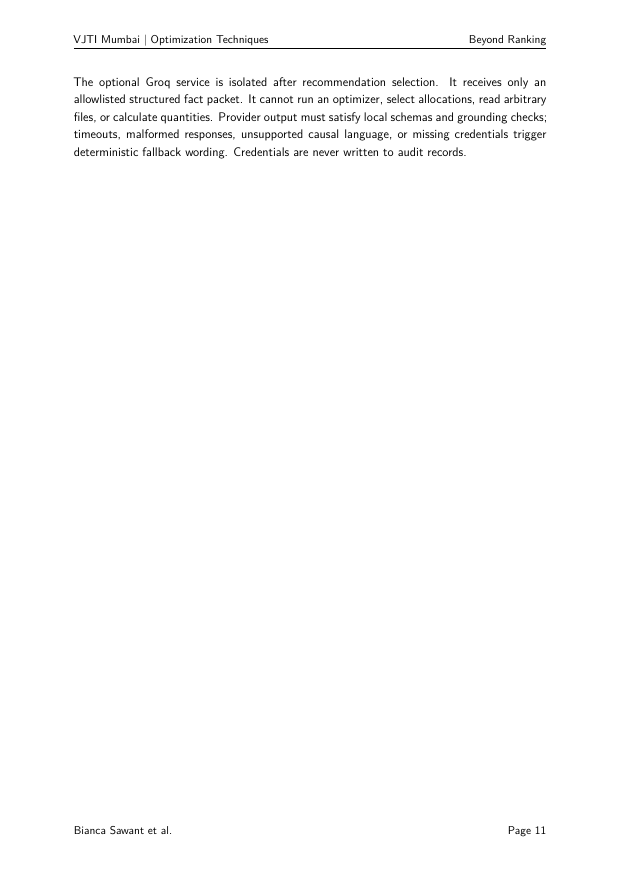 VJTI Mumbai | Optimization Techniques Beyond Ranking
The optional Groq service is isolated after recommendation selection. It receives only an
allowlisted structured fact packet. It cannot run an optimizer, select allocations, read arbitrary
files, or calculate quantities. Provider output must satisfy local schemas and grounding checks;
timeouts, malformed responses, unsupported causal language, or missing credentials trigger
deterministic fallback wording. Credentials are never written to audit records.
Bianca Sawant et al. Page 11